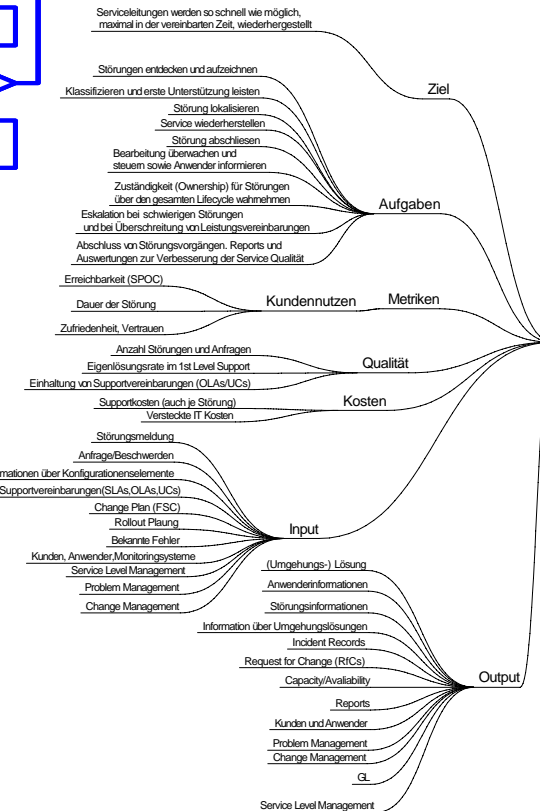 Serviceleitungen werden so schnell wie möglich,
maximal in der vereinbarten Zeit, wiederhergestellt
Ziel
Störungen entdecken und aufzeichnen
Klassifizieren und erste Unterstützung leisten
Störung lokalisieren
Service wiederherstellen
Störung abschliesen
Bearbeitung überwachen und
steuern sowie Anwender informieren
Zuständigkeit (Ownership) für Störungen
über den gesamten Lifecycle wahrnehmen
Eskalation bei schwierigen Störungen
und bei Überschreitung von Leistungsvereinbarungen
Abschluss von Störungsvorgängen. Reports und
Auswertungen zur Verbesserung der Service Qualität
Aufgaben
Erreichbarkeit (SPOC)
Dauer der Störung
Zufriedenheit, Vertrauen
Kundennutzen
Metriken
Anzahl Störungen und Anfragen
Eigenlösungsrate im 1st Level Support
Einhaltung von Supportvereinbarungen (OLAs/UCs)
Qualität
Supportkosten (auch je Störung)
Versteckte IT Kosten
Kosten
Störungsmeldung
Anfrage/Beschwerden
mationen über Konfigurationenselemente
Supportvereinbarungen(SLAs,OLAs,UCs)
Change Plan (FSC)
Rollout Plaung
Bekannte Fehler
Kunden, Anwender,Monitoringsysteme
Service Level Management
Problem Management
Change Management
Input
(Umgehungs-) Lösung
Anwenderinformationen
Störungsinformationen
Information über Umgehungslösungen
Incident Records
Request for Change (RfCs)
Capacity/Avaliability
Reports
Kunden und Anwender
Problem Management
Change Management
GL
Service Level Management
Output